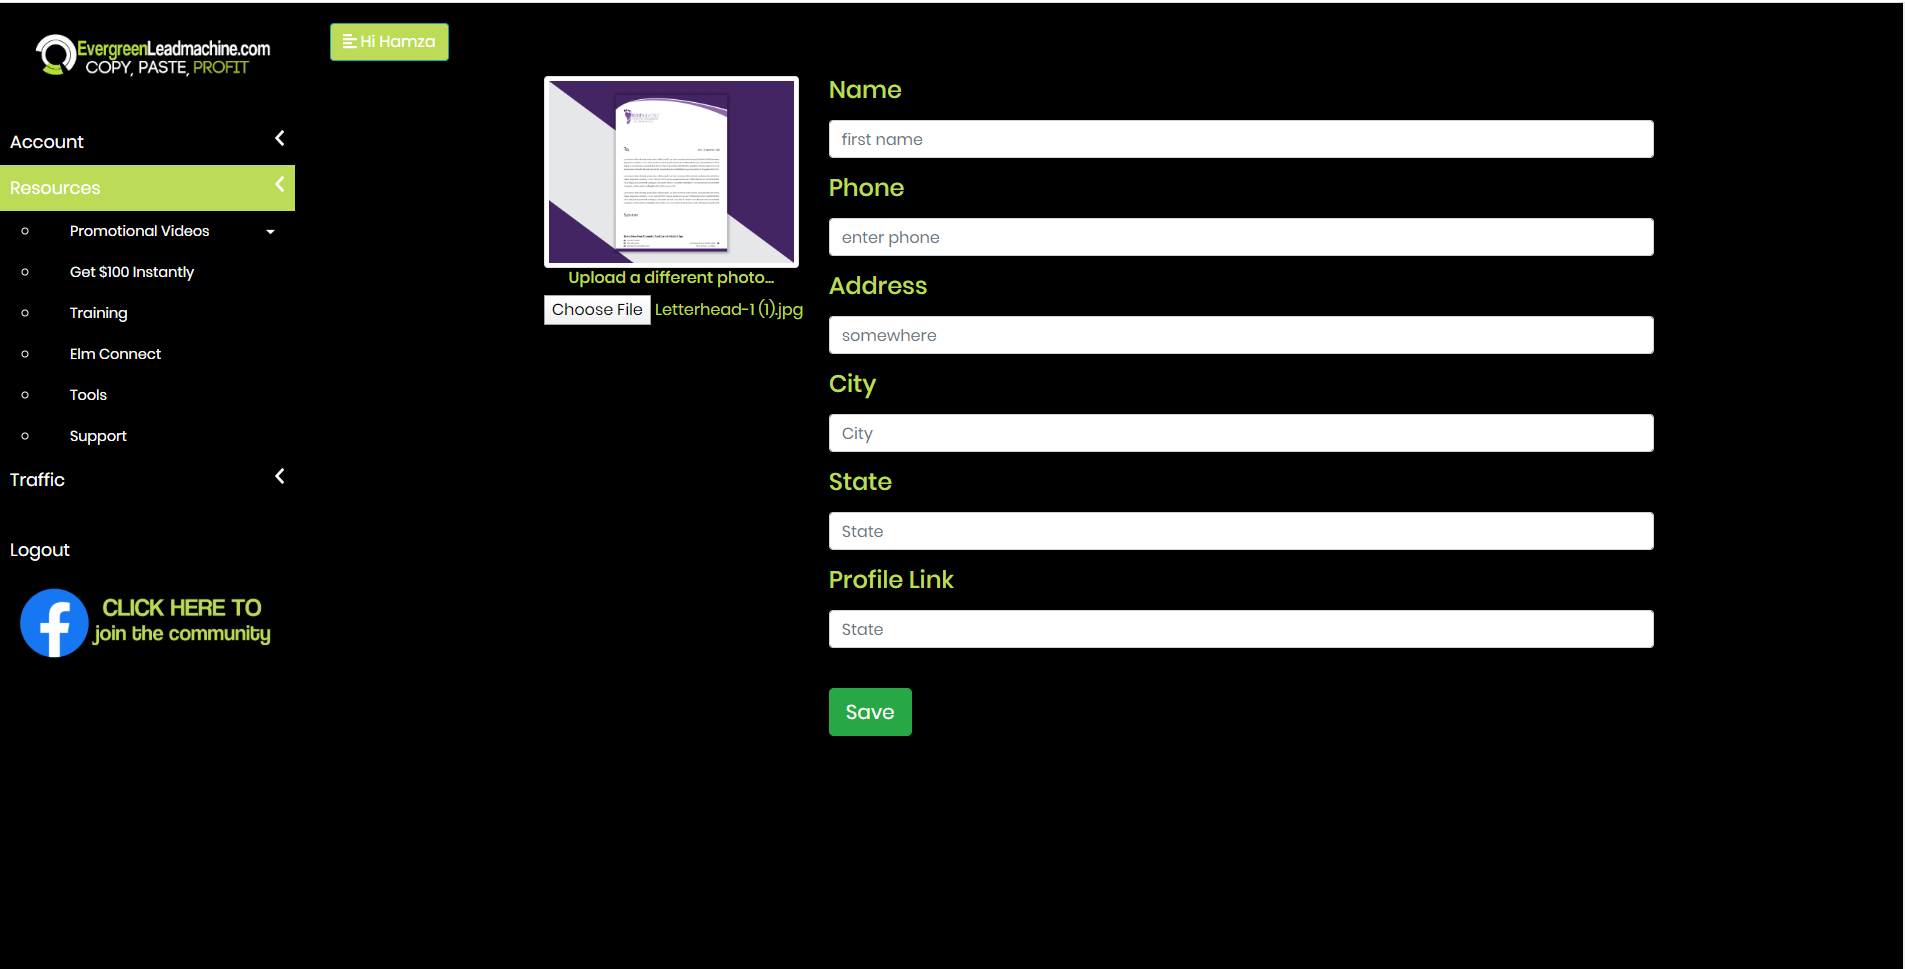 EvergreenLeadmachine.com
COPY, PASTE, PROFIT
Hi Hamza
Account
Resources
Promotional Videos
Get $100 Instantly
Training
Elm Connect
Tools
Support
Traffic
Logout
CLICK HERE TO
join the community
To
Upload a different photo...
Choose File Letterhead-1 (1).jpg
Name
first name
Phone
enter phone
Address
somewhere
City
City
State
State
Profile Link
State
Save